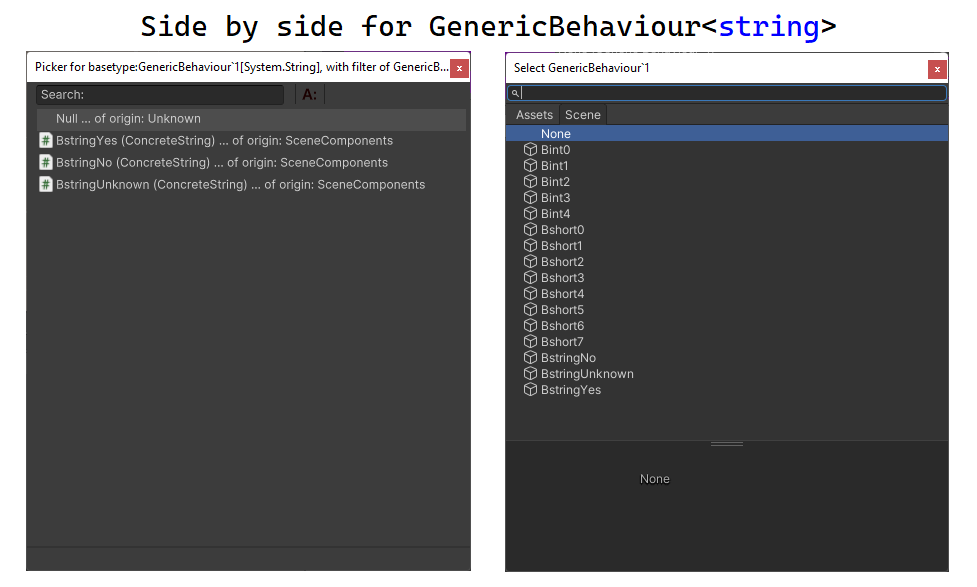 Side by side for GenericBehaviour<string>
Picker for basetype:GenericBehaviour`1[System.String], with filter of GenericB... x
Search: A:
Null ... of origin: Unknown
# BstringYes (ConcreteString) ... of origin: SceneComponents
# BstringNo (ConcreteString) ... of origin: SceneComponents
# BstringUnknown (ConcreteString) ... of origin: SceneComponents
Select GenericBehaviour`1 x
Assets Scene
None
Bint0
Bint1
Bint2
Bint3
Bint4
Bshort0
Bshort1
Bshort2
Bshort3
Bshort4
Bshort5
Bshort6
Bshort7
BstringNo
BstringUnknown
BstringYes
None